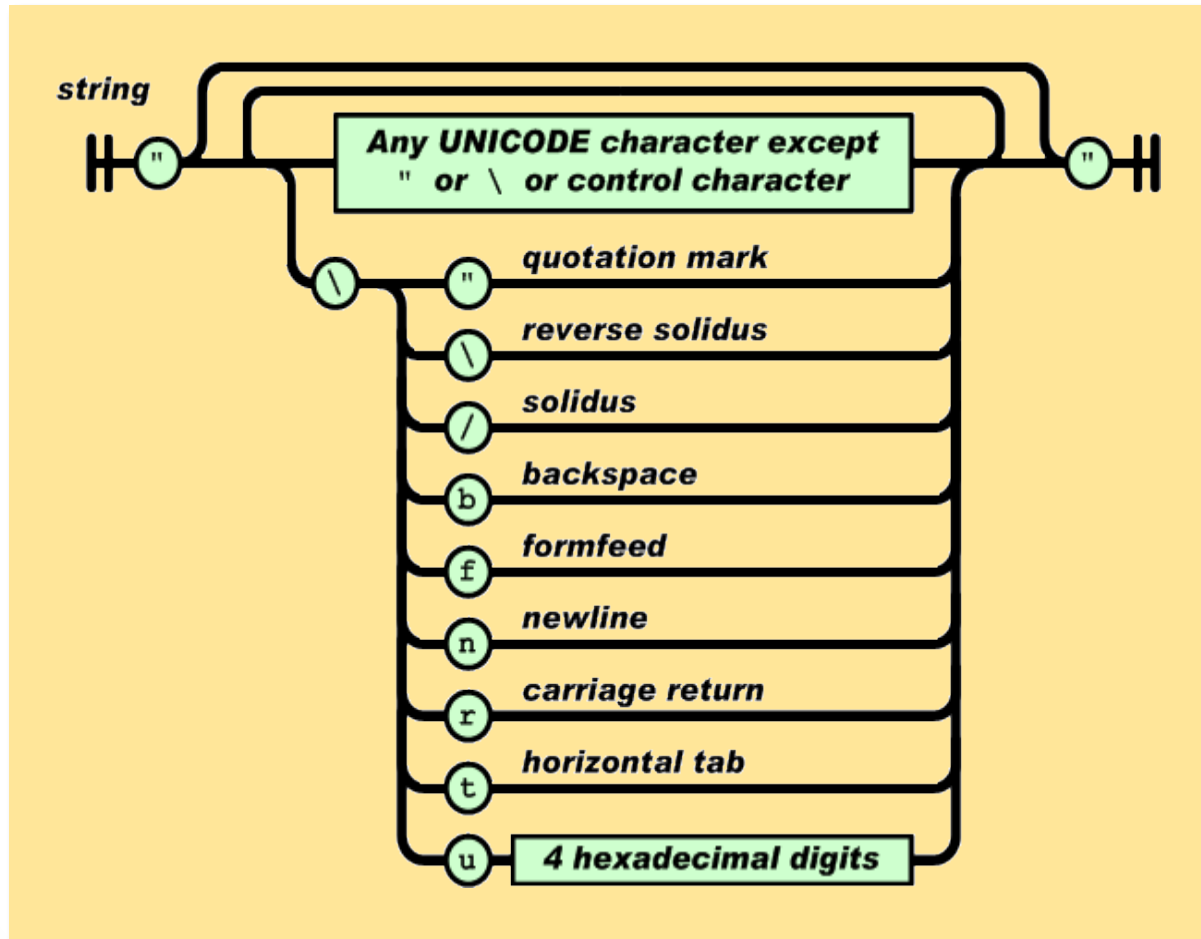 string
"
Any UNICODE character except
" or \ or control character
"
\
" quotation mark
\ reverse solidus
/ solidus
b backspace
f formfeed
n newline
r carriage return
t horizontal tab
u 4 hexadecimal digits